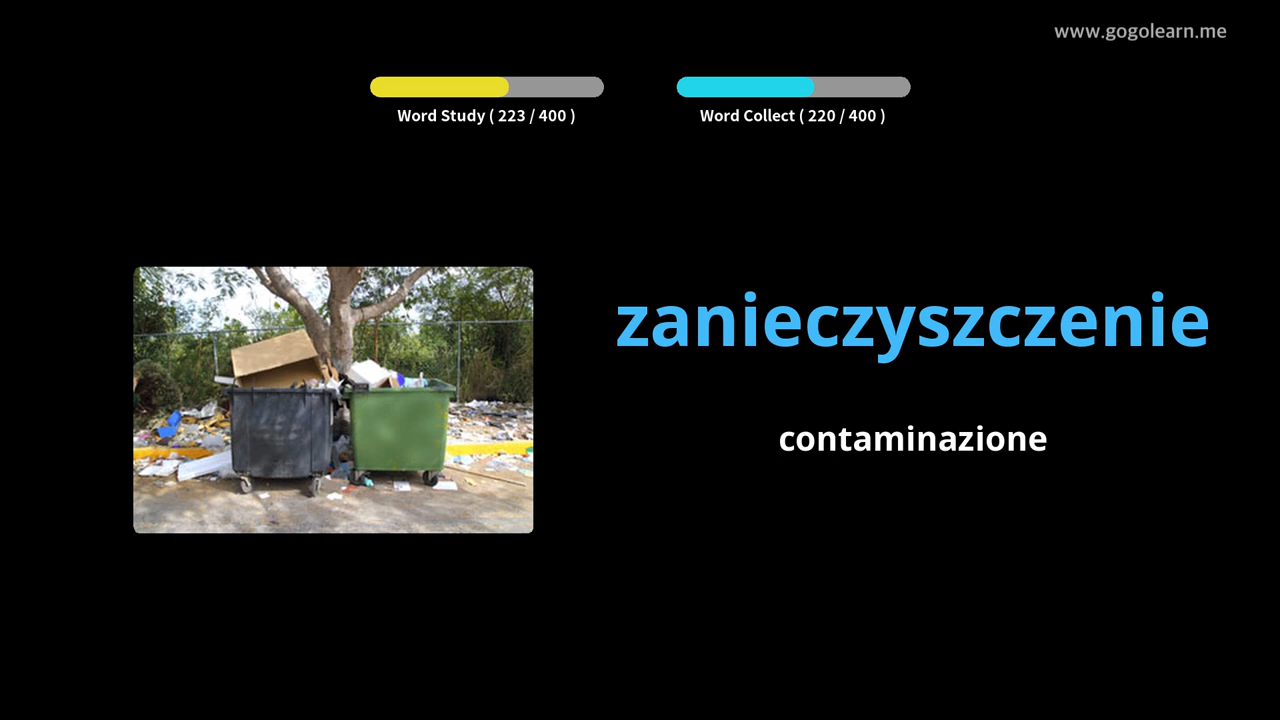 www.gogolearn.me
Word Study ( 223 / 400 )
Word Collect ( 220 / 400 )
zanieczyszczenie
contaminazione